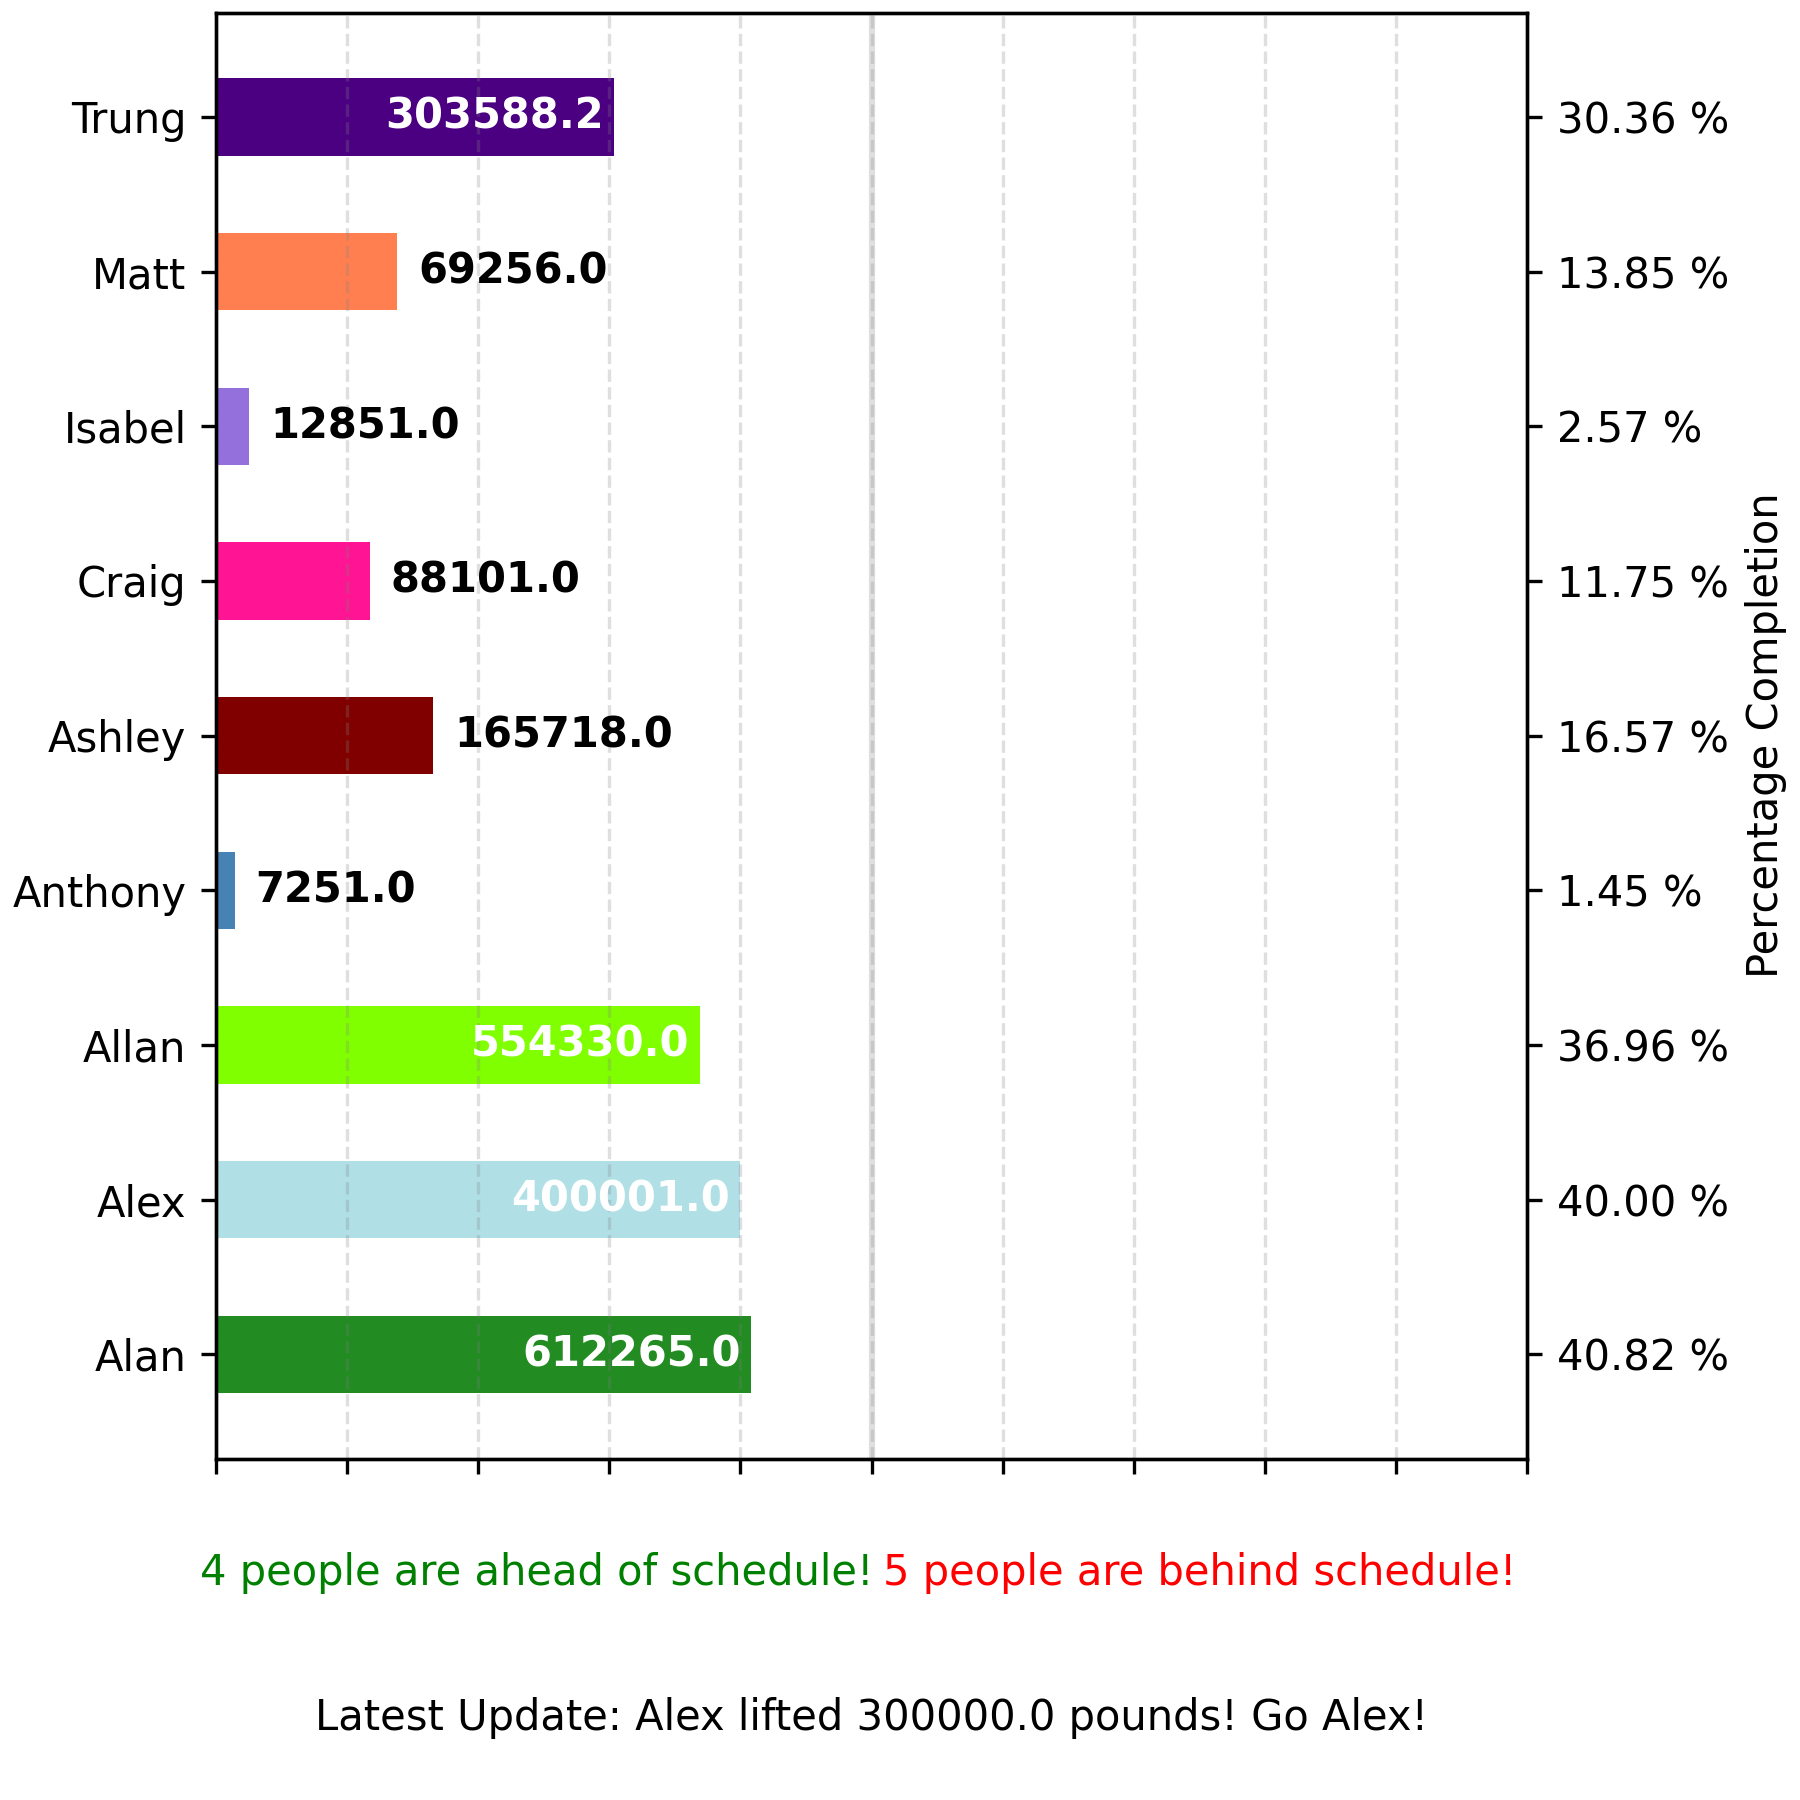 Trung 303588.2 30.36 %
Matt 69256.0 13.85 %
Isabel 12851.0 2.57 %
Craig 88101.0 11.75 %
Ashley 165718.0 16.57 %
Anthony 7251.0 1.45 %
Allan 554330.0 36.96 %
Alex 400001.0 40.00 %
Alan 612265.0 40.82 %
Percentage Completion
4 people are ahead of schedule! 5 people are behind schedule!
Latest Update: Alex lifted 300000.0 pounds! Go Alex!